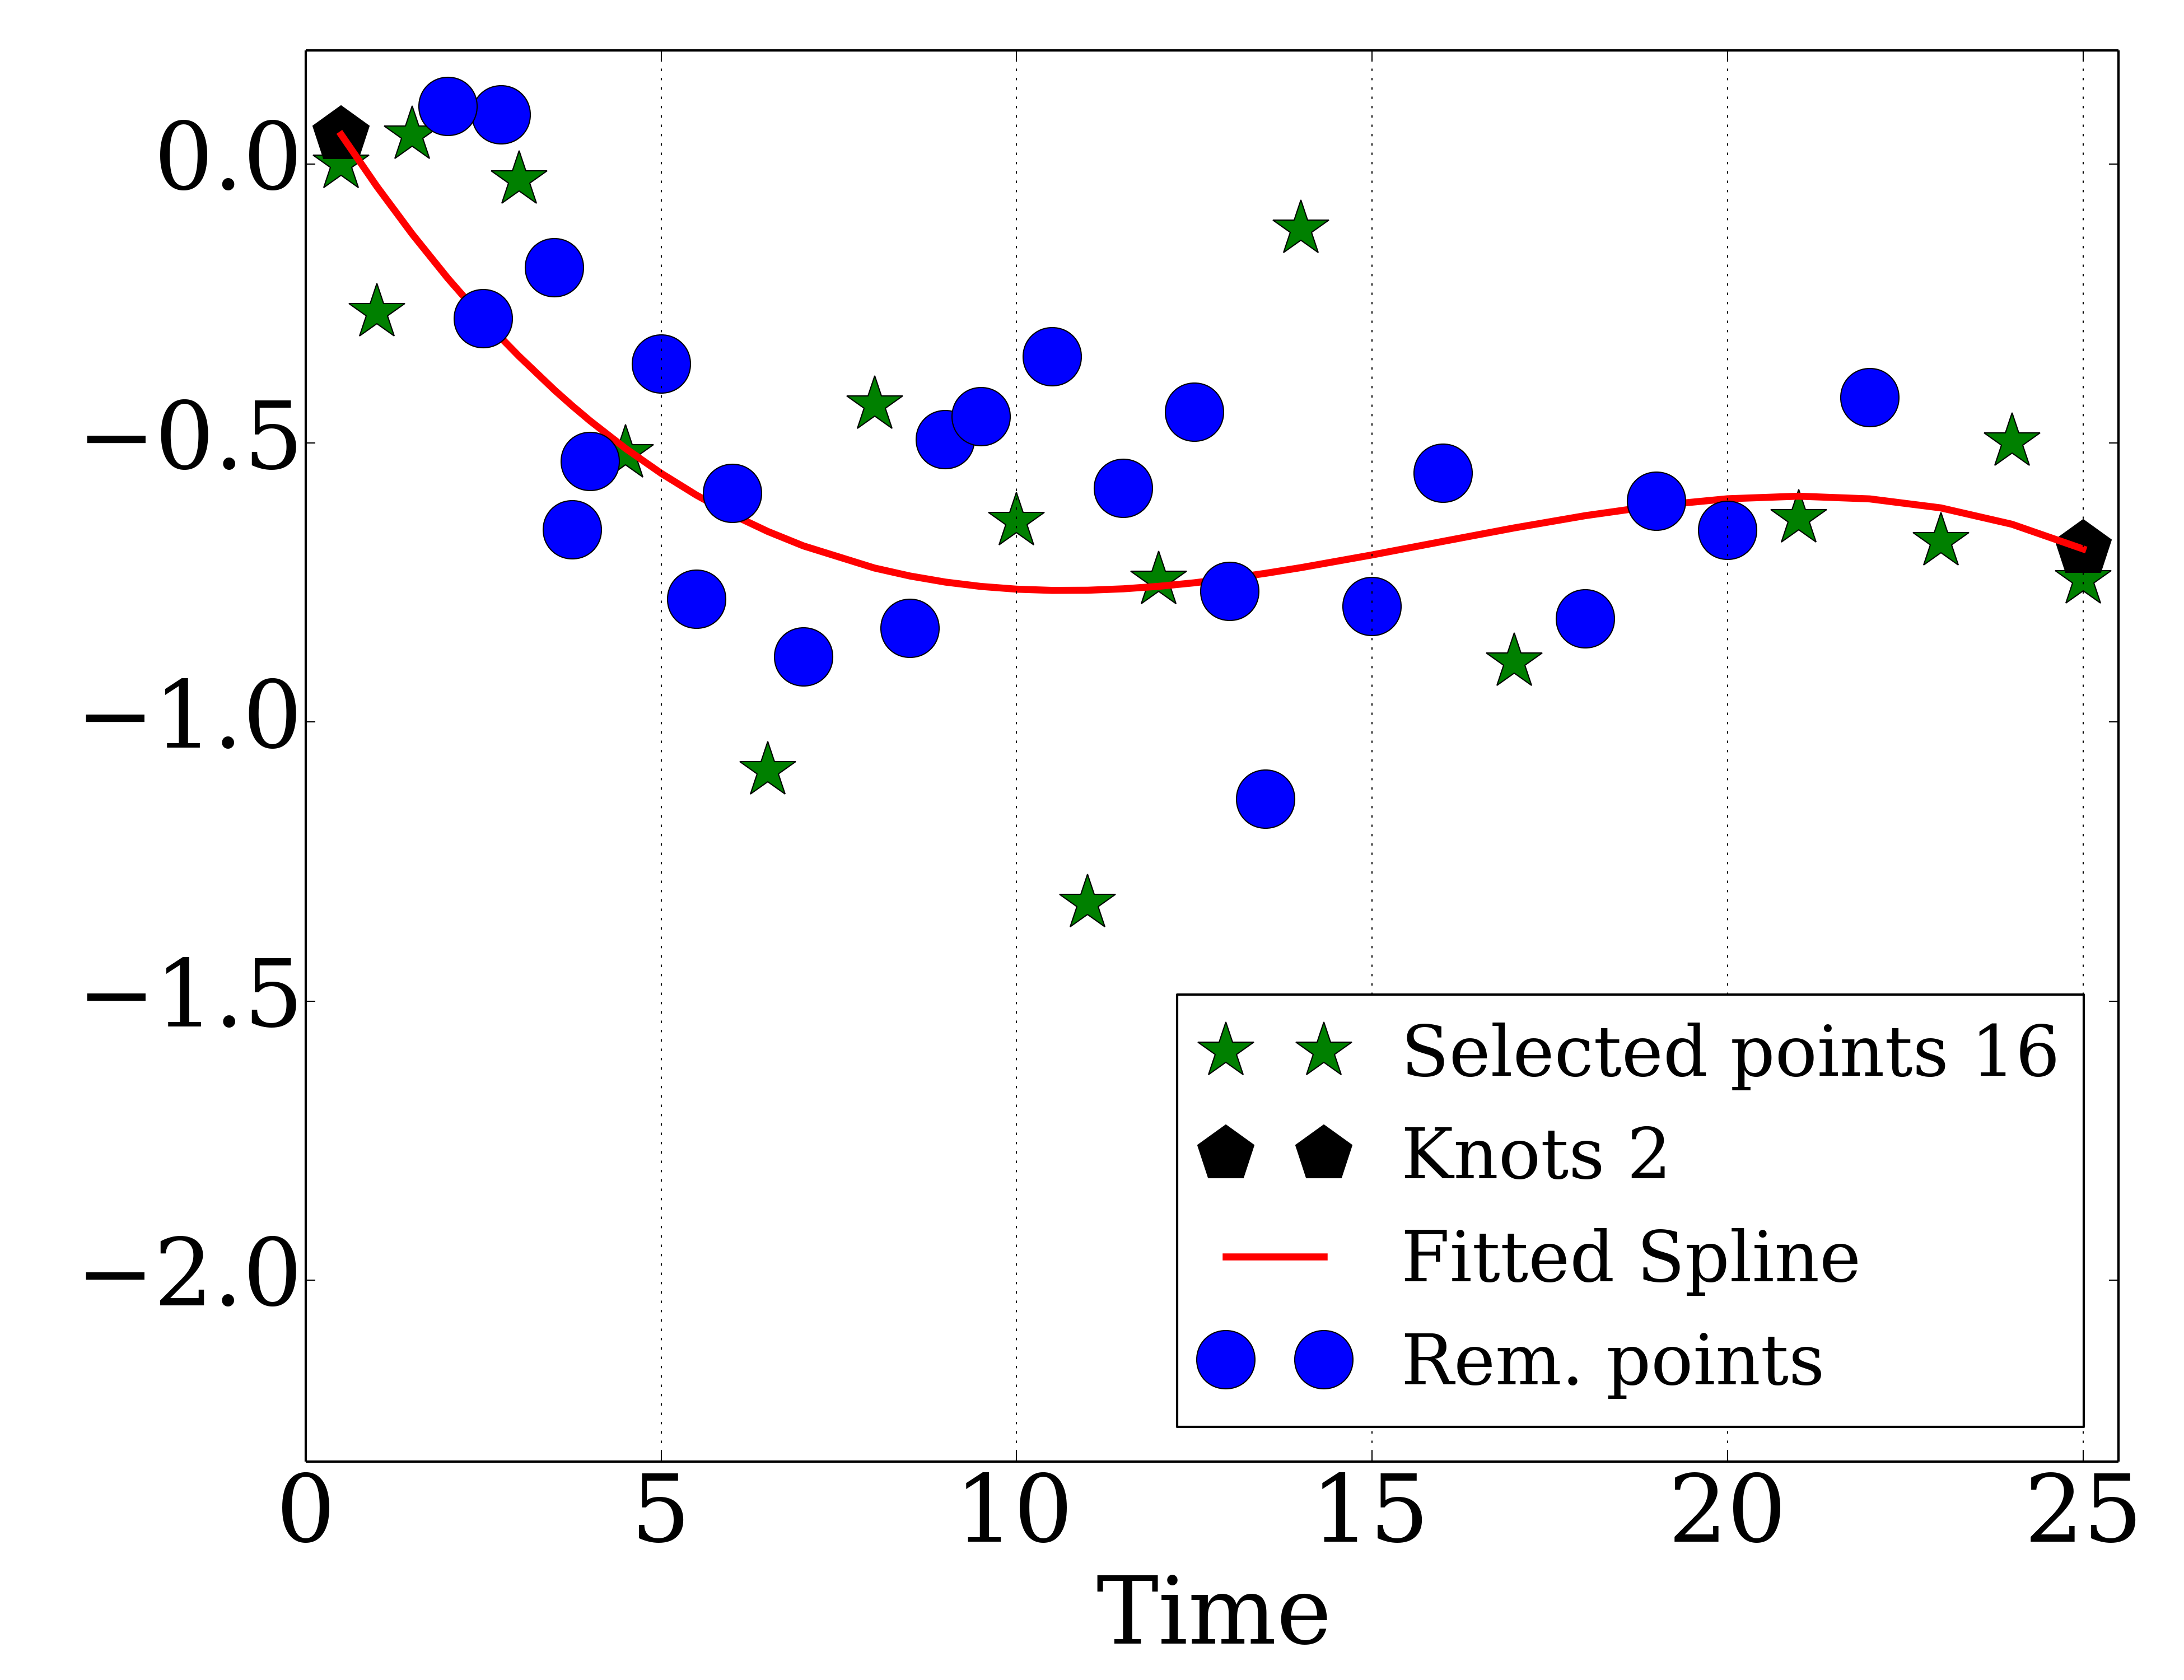 0.0
−0.5
−1.0
−1.5
−2.0
Selected points 16
Knots 2
Fitted Spline
Rem. points
0 5 10 15 20 25
Time